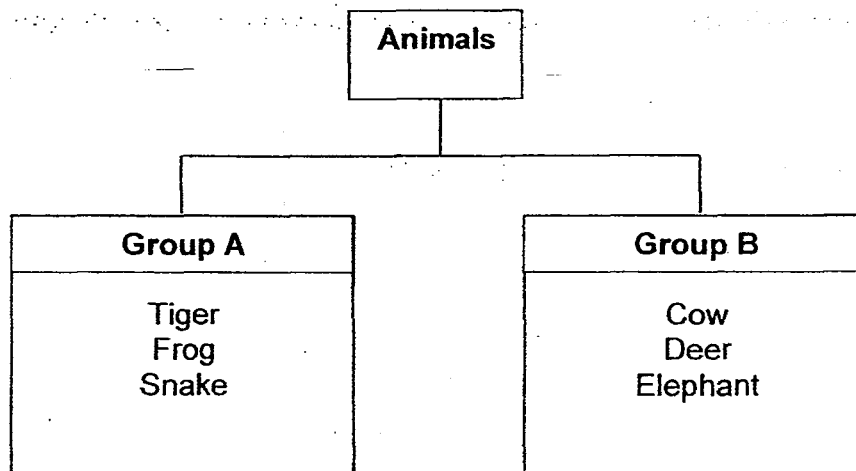 Animals
Group A
Tiger
Frog
Snake
Group B
Cow
Deer
Elephant